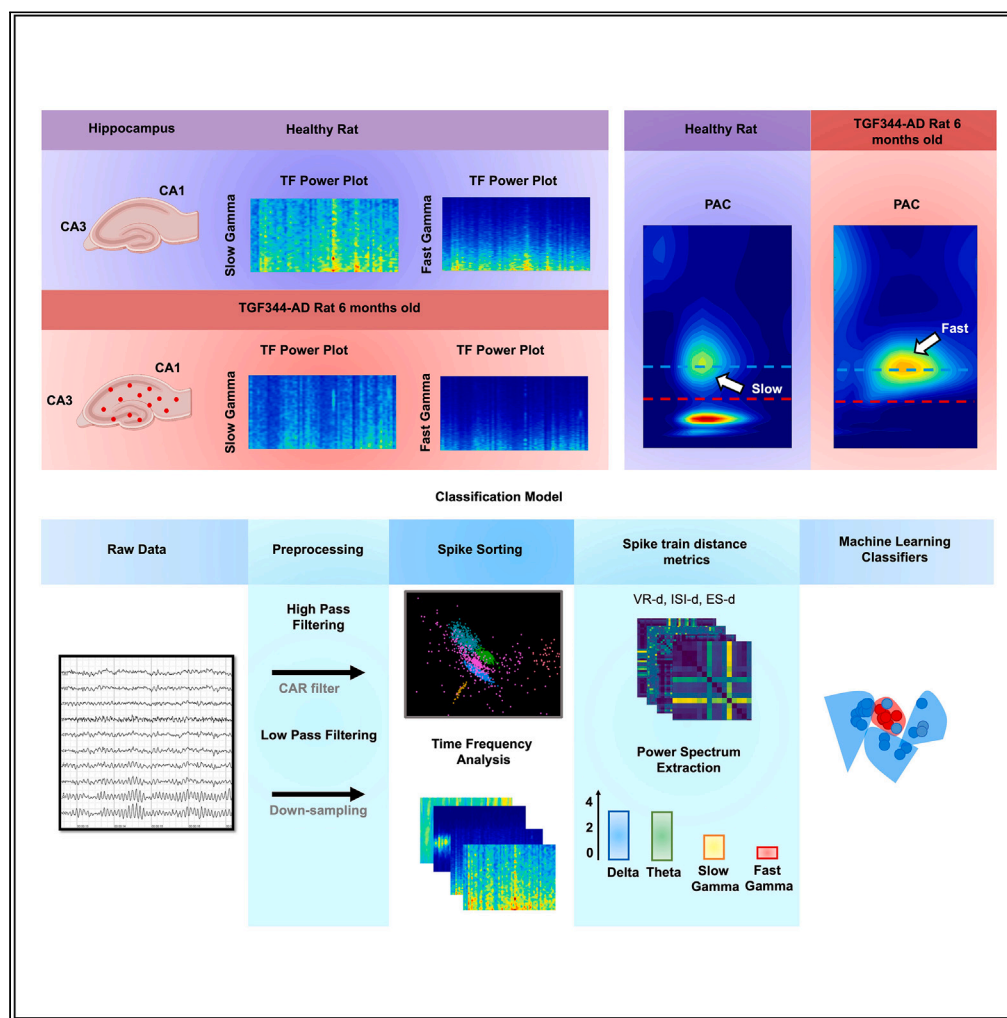 Hippocampus
Healthy Rat
CA1
CA3
TF Power Plot
Slow Gamma
TF Power Plot
Fast Gamma
TGF344-AD Rat 6 months old
CA1
CA3
TF Power Plot
Slow Gamma
TF Power Plot
Fast Gamma
Healthy Rat
TGF344-AD Rat 6
months old
PAC
Slow
PAC
Fast
Classification Model
Raw Data
Preprocessing
Spike Sorting
Spike train distance
metrics
Machine Learning
Classifiers
High Pass
Filtering
CAR filter
Low Pass Filtering
Down-sampling
Time Frequency
Analysis
VR-d, ISI-d, ES-d
Power Spectrum
Extraction
4
2
0
Delta
Theta
Slow
Gamma
Fast
Gamma